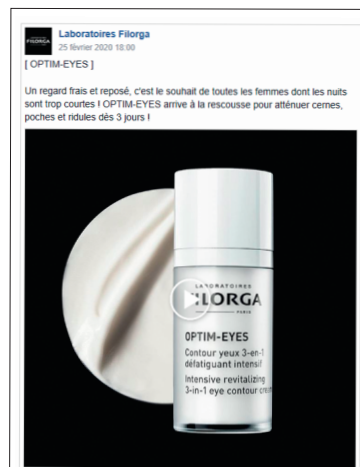 FILORGA
Laboratoires Filorga
25 février 2020 18:00
[ OPTIM-EYES ]
Un regard frais et reposé, c'est le souhait de toutes les femmes dont les nuits
sont trop courtes ! OPTIM-EYES arrive à la rescousse pour atténuer cernes,
poches et ridules dès 3 jours !
LABORATOIRES
FILORGA
PARIS
OPTIM-EYES
Contour yeux 3-en-1
défatiguant intensif
Intensive revitalizing
3-in-1 eye contour cream